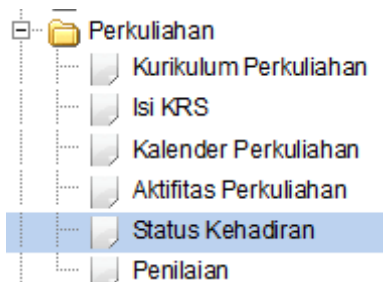 Perkuliahan
Kurikulum Perkuliahan
Isi KRS
Kalender Perkuliahan
Aktifitas Perkuliahan
Status Kehadiran
Penilaian